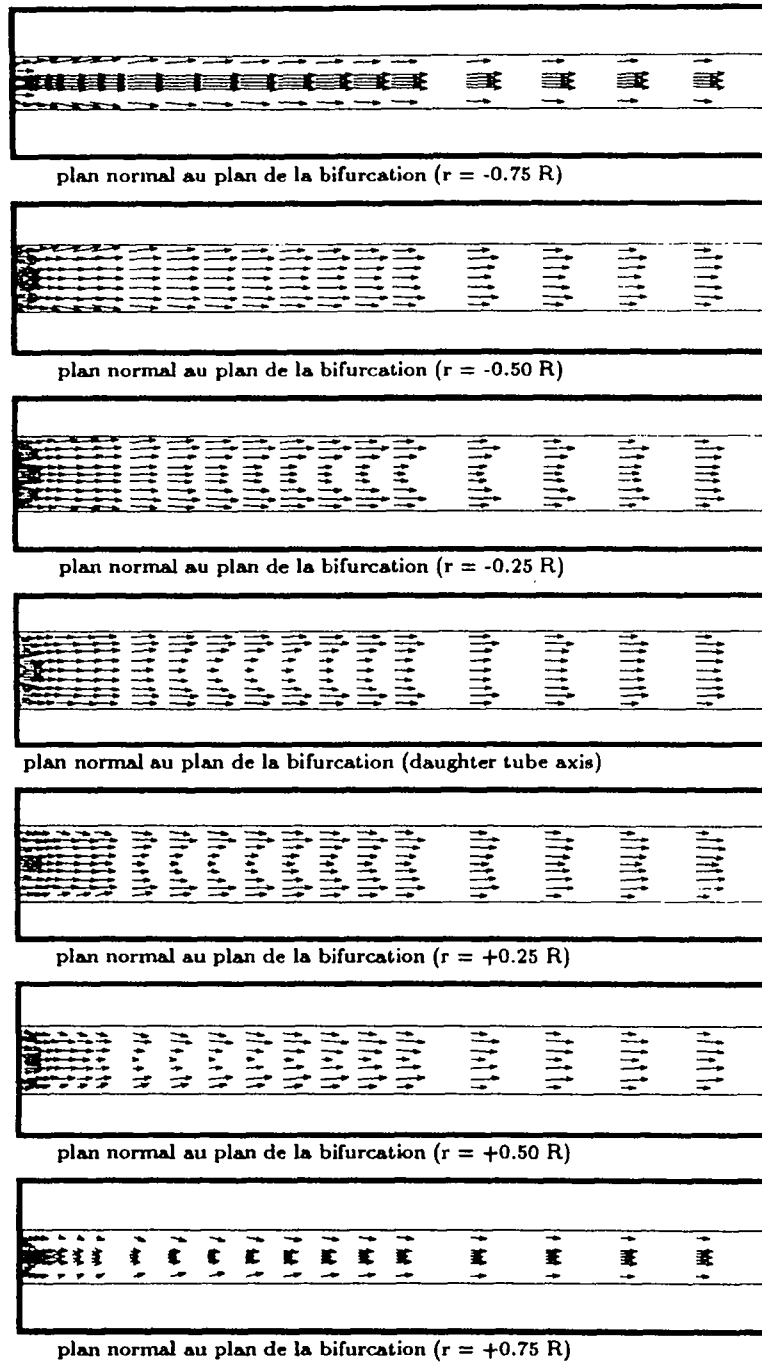 plan normal au plan de la bifurcation (r = -0.75 R)
plan normal au plan de la bifurcation (r = -0.50 R)
plan normal au plan de la bifurcation (r = -0.25 R)
plan normal au plan de la bifurcation (daughter tube axis)
plan normal au plan de la bifurcation (r = +0.25 R)
plan normal au plan de la bifurcation (r = +0.50 R)
plan normal au plan de la bifurcation (r = +0.75 R)